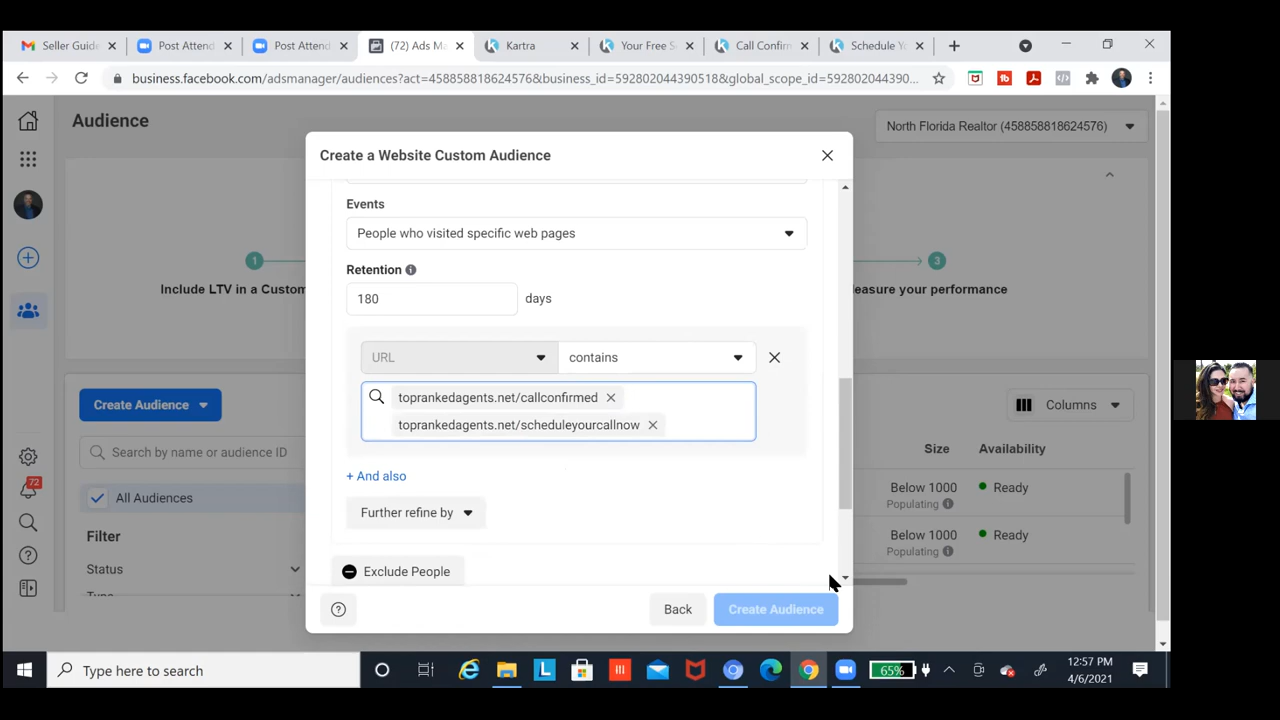 Seller Guide
Post Attend
Post Attend
(72) Ads M
Kartra
Your Free S
Call Confirm
Schedule Yo
business.facebook.com/adsmanager/audiences?act=458858818624576&business_id=592802044390518&global_scope_id=592802044390...
Audience
North Florida Realtor (458858818624576)
Create a Website Custom Audience
Events
People who visited specific web pages
Retention
180
days
1
3
Include LTV in a Custom
easure your performance
URL
contains
toprankedagents.net/callconfirmed
toprankedagents.net/scheduleyourcallnow
+ And also
Further refine by
Exclude People
Back
Create Audience
Create Audience
Columns
Search by name or audience ID
Size
Availability
All Audiences
Below 1000
Ready
Populating
Filter
Below 1000
Ready
Populating
Status
72
Type here to search
65%
12:57 PM
4/6/2021